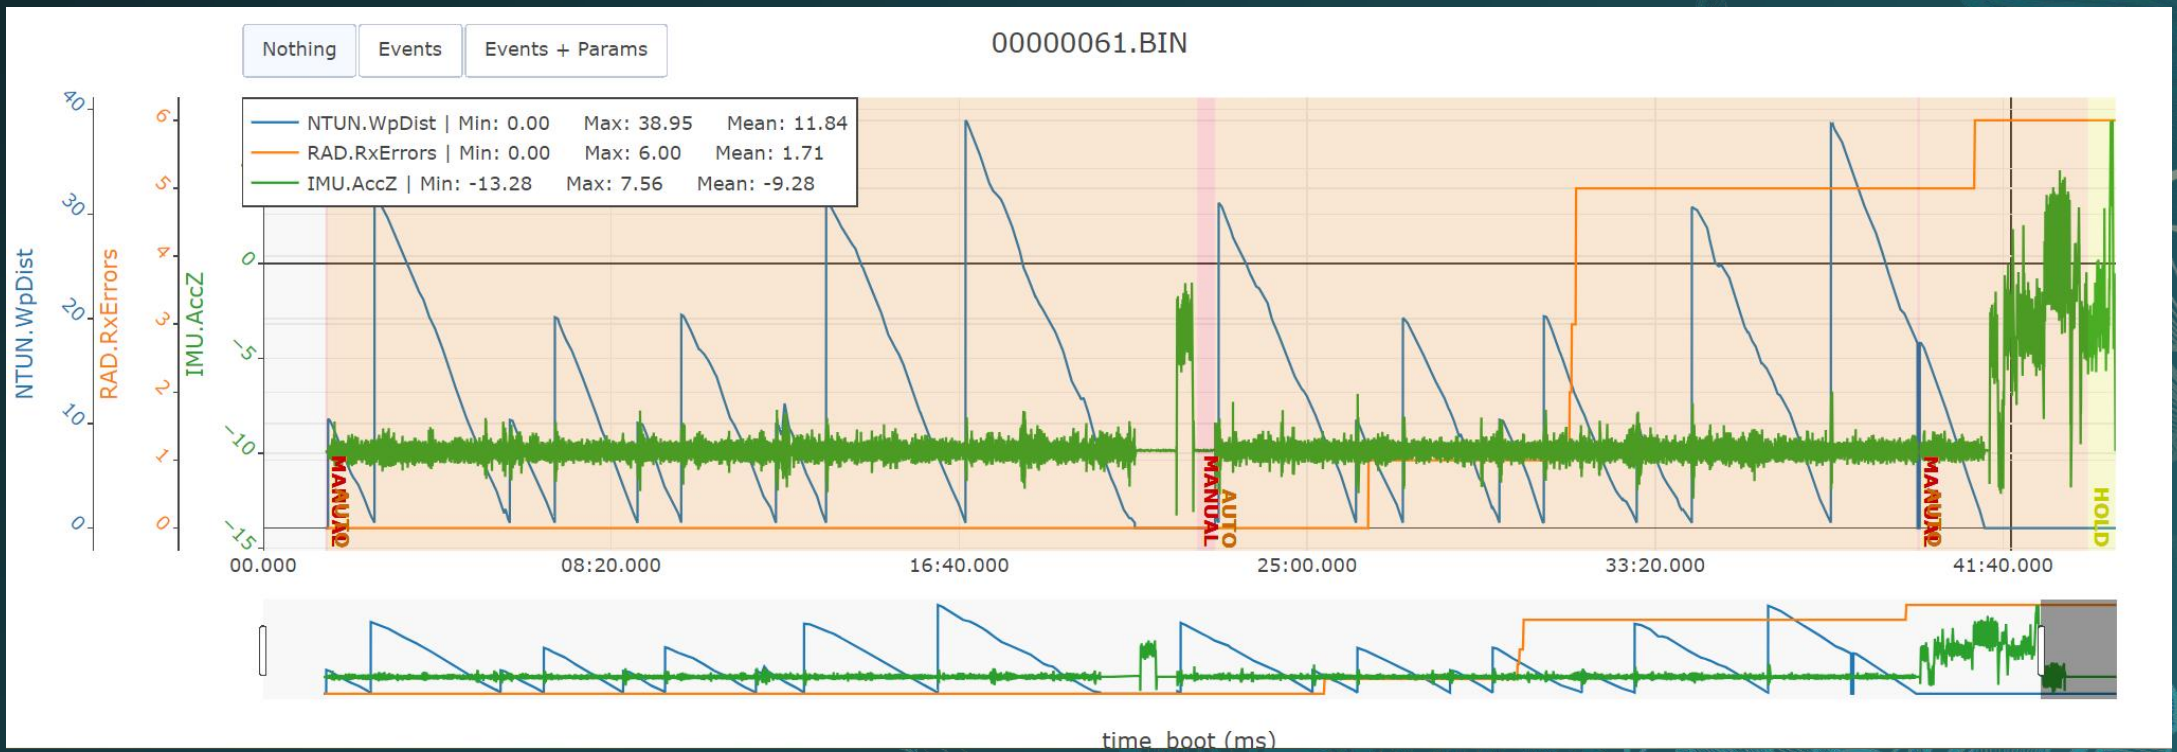 Nothing
Events
Events + Params
00000061.BIN
NTUN.WpDist | Min: 0.00 Max: 38.95 Mean: 11.84
RAD.RxErrors | Min: 0.00 Max: 6.00 Mean: 1.71
IMU.AccZ | Min: -13.28 Max: 7.56 Mean: -9.28
NTUN.WpDist
40
30
20
10
0
RAD.RxErrors
6
5
4
3
2
1
0
IMU.AccZ
0
−5
−10
−15
MANUAL
AUTO
MANUAL
AUTO
MANUAL
AUTO
HOLD
00.000
08:20.000
16:40.000
25:00.000
33:20.000
41:40.000
time_boot (ms)